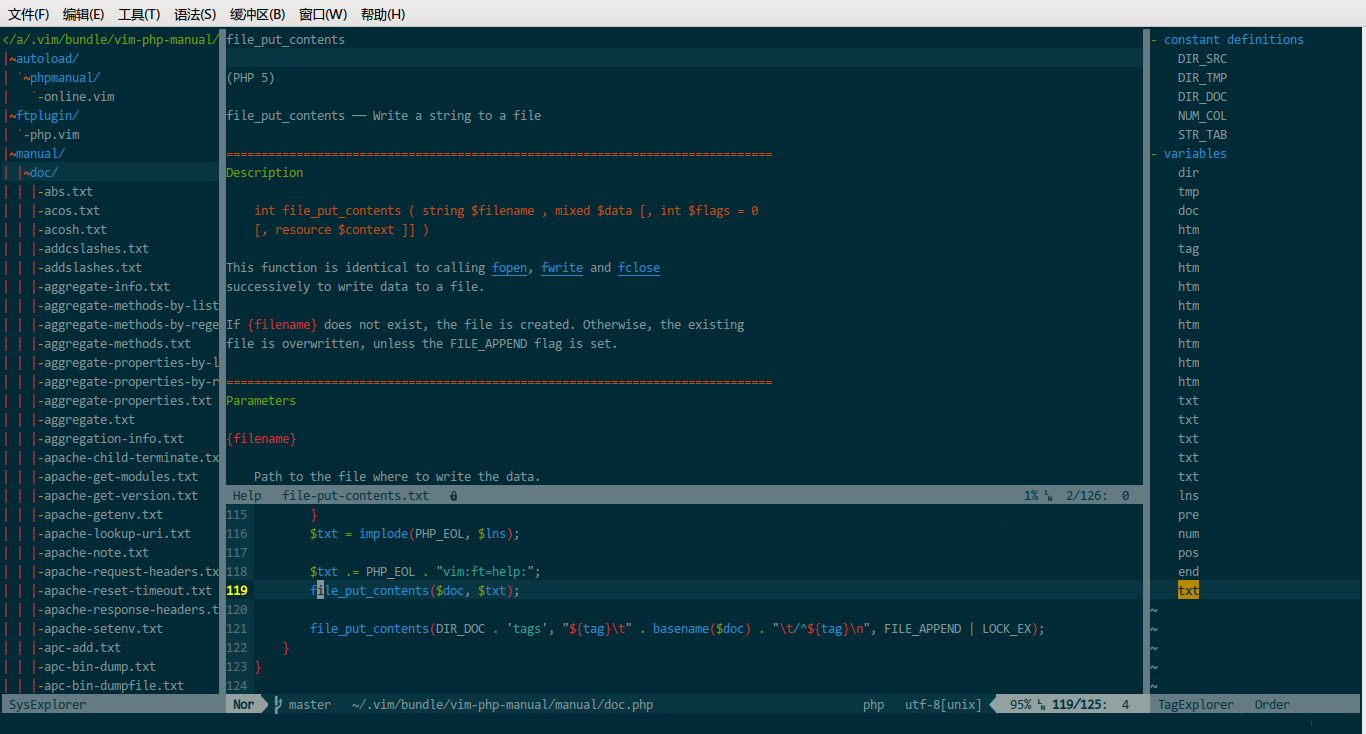 文件(F) 编辑(E) 工具(T) 语法(S) 缓冲区(B) 窗口(W) 帮助(H)
</a/.vim/bundle/vim-php-manual/
|~autoload/
| `~phpmanual/
|   `-online.vim
|~ftplugin/
| `-php.vim
|~manual/
| |~doc/
| | |-abs.txt
| | |-acos.txt
| | |-acosh.txt
| | |-addcslashes.txt
| | |-addslashes.txt
| | |-aggregate-info.txt
| | |-aggregate-methods-by-list
| | |-aggregate-methods-by-rege
| | |-aggregate-methods.txt
| | |-aggregate-properties-by-l
| | |-aggregate-properties-by-r
| | |-aggregate-properties.txt
| | |-aggregate.txt
| | |-aggregation-info.txt
| | |-apache-child-terminate.tx
| | |-apache-get-modules.txt
| | |-apache-get-version.txt
| | |-apache-getenv.txt
| | |-apache-lookup-uri.txt
| | |-apache-note.txt
| | |-apache-request-headers.tx
| | |-apache-reset-timeout.txt
| | |-apache-response-headers.t
| | |-apache-setenv.txt
| | |-apc-add.txt
| | |-apc-bin-dump.txt
| | |-apc-bin-dumpfile.txt
SysExplorer
file_put_contents
(PHP 5)
file_put_contents — Write a string to a file
==============================================================================
Description
    int file_put_contents ( string $filename , mixed $data [, int $flags = 0
    [, resource $context ]] )
This function is identical to calling fopen, fwrite and fclose
successively to write data to a file.
If {filename} does not exist, the file is created. Otherwise, the existing
file is overwritten, unless the FILE_APPEND flag is set.
==============================================================================
Parameters
{filename}
    Path to the file where to write the data.
Help   file-put-contents.txt   1%   2/126:  0
115         }
116         $txt = implode(PHP_EOL, $lns);
117
118         $txt .= PHP_EOL . "vim:ft=help:";
119         file_put_contents($doc, $txt);
120
121         file_put_contents(DIR_DOC . 'tags', "${tag}\t" . basename($doc) . "\t/^${tag}\n", FILE_APPEND | LOCK_EX);
122     }
123 }
124
Nor   master   ~/.vim/bundle/vim-php-manual/manual/doc.php   php   utf-8[unix]   95%   119/125:  4
- constant definitions
DIR_SRC
DIR_TMP
DIR_DOC
NUM_COL
STR_TAB
- variables
dir
tmp
doc
htm
tag
htm
htm
htm
htm
htm
htm
htm
txt
txt
txt
txt
txt
lns
pre
num
pos
end
txt
~
~
~
~
~
TagExplorer   Order